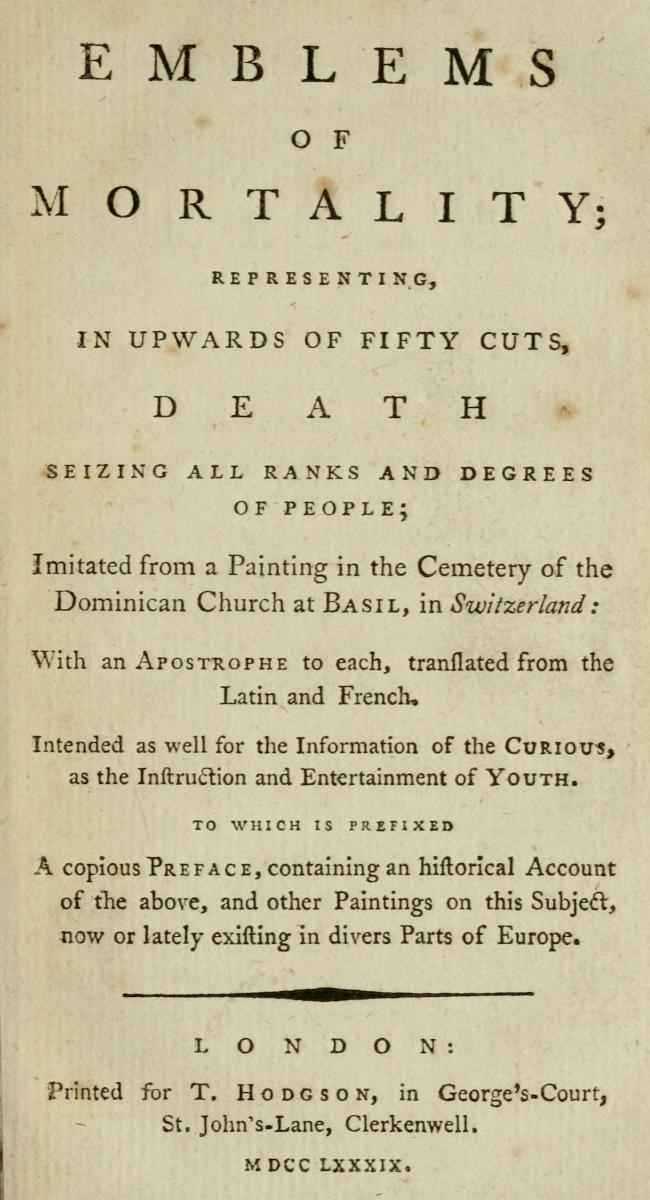 EMBLEMS
OF
MORTALITY;
REPRESENTING,
IN UPWARDS OF FIFTY CUTS,
DEATH
SEIZING ALL RANKS AND DEGREES
OF PEOPLE;
Imitated from a Painting in the Cemetery of the
Dominican Church at BASIL, in Switzerland:
With an APOSTROPHE to each, tranſlated from the
Latin and French.
Intended as well for the Information of the CURIOUS,
as the Inſtruction and Entertainment of YOUTH.
TO WHICH IS PREFIXED
A copious PREFACE, containing an hiſtorical Account
of the above, and other Paintings on this Subject,
now or lately exiſting in divers Parts of Europe.
LONDON:
Printed for T. HODGSON, in George's-Court,
St. John's-Lane, Clerkenwell.
MDCC LXXXIX.